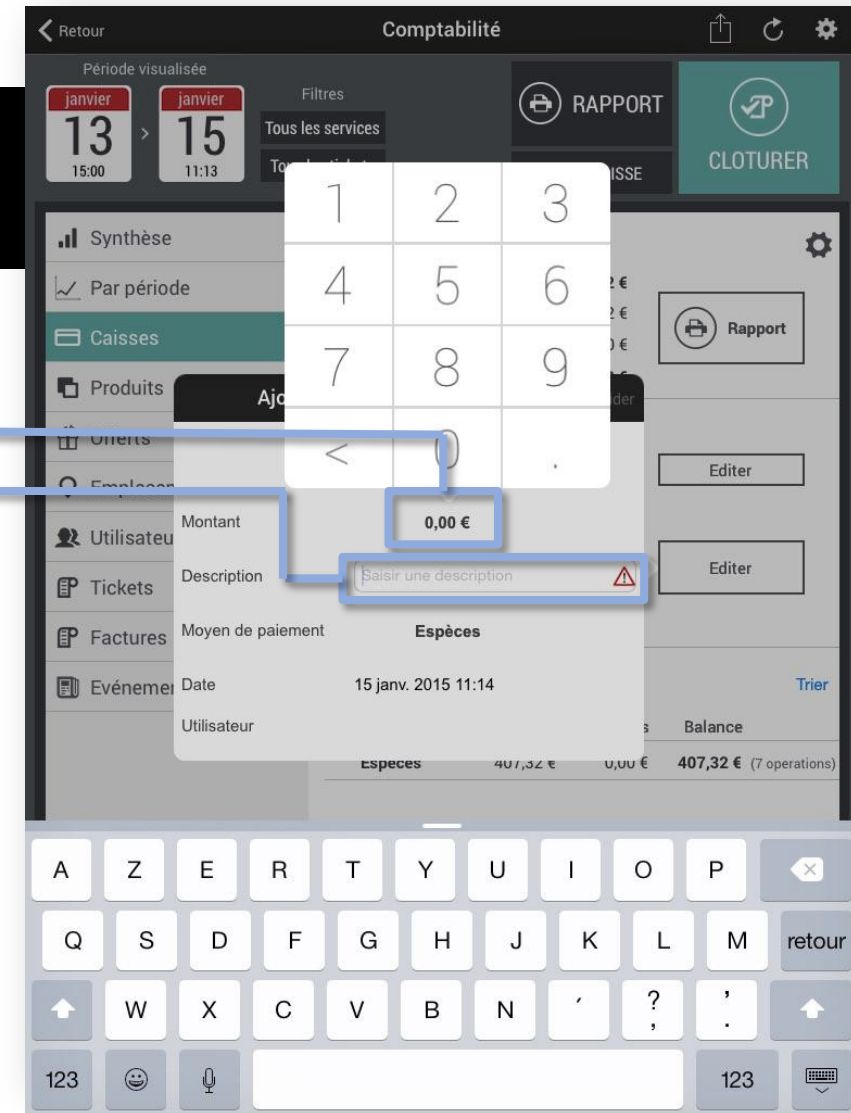 Retour
Comptabilité
Période visualisée
janvier
13
15:00
>
janvier
15
11:13
Filtres
Tous les services
RAPPORT
CLOTURER
1 2 3
4 5 6
7 8 9
< 0 .
Synthèse
Par période
Caisses
Produits
Offerts
Utilisateu
Tickets
Factures
Evénemen
€
€
€
Rapport
Editer
Editer
Ajo
der
Montant
0,00 €
Description
Saisir une description
Moyen de paiement
Espèces
Date
15 janv. 2015 11:14
Utilisateur
Trier
s Balance
Espèces 407,32 € 0,00 € 407,32 € (7 operations)
A Z E R T Y U I O P
Q S D F G H J K L M retour
W X C V B N ´ ? , ' .
123 123